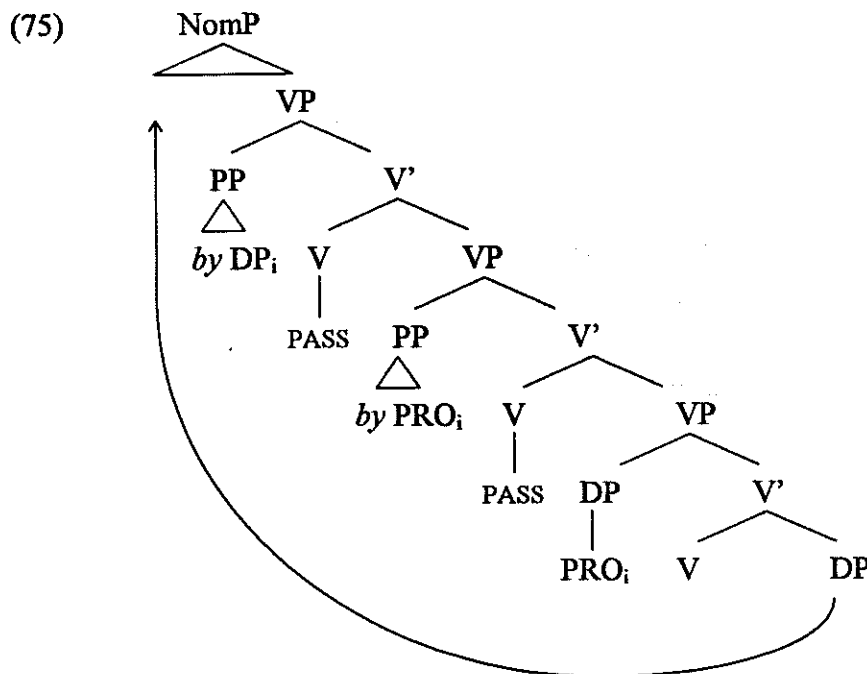 (75) NomP
VP
PP V'
by DPᵢ V VP
PASS PP V'
by PROᵢ V VP
PASS DP V'
PROᵢ V DP